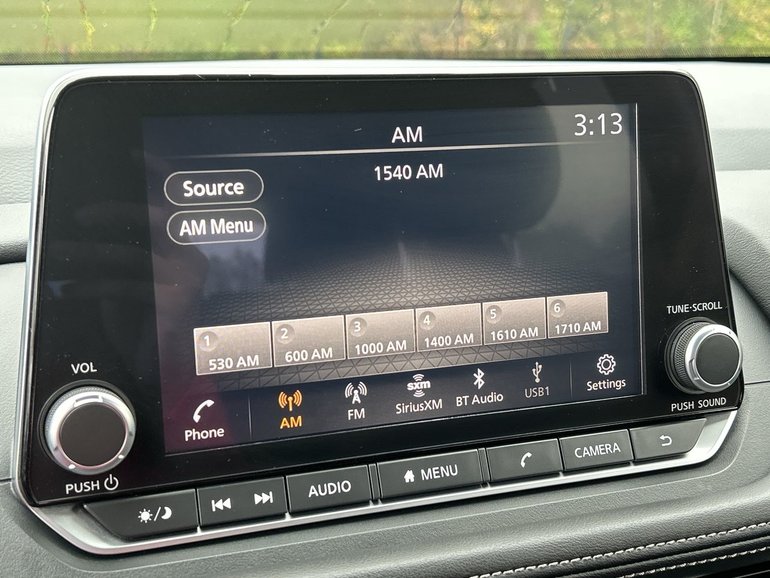 AM
3:13
1540 AM
Source
AM Menu
1 2 3 4 5 6
530 AM 600 AM 1000 AM 1400 AM 1610 AM 1710 AM
Phone AM FM SiriusXM BT Audio USB1 Settings
sxm
VOL
PUSH
TUNE·SCROLL
PUSH SOUND
AUDIO MENU CAMERA